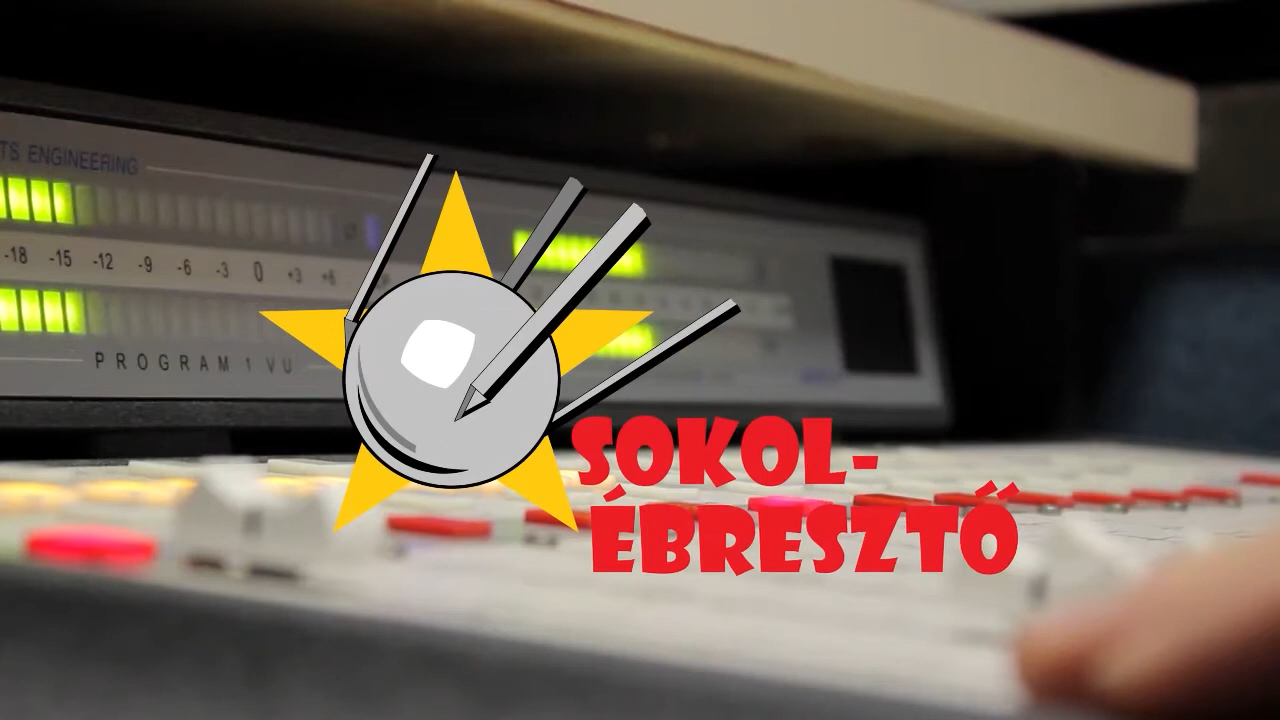 TS ENGINEERING
-18 -15 -12 -9 -6 -3 0 +3 +6
PROGRAM 1 VU
SOKOL-
ÉBRESZTŐ